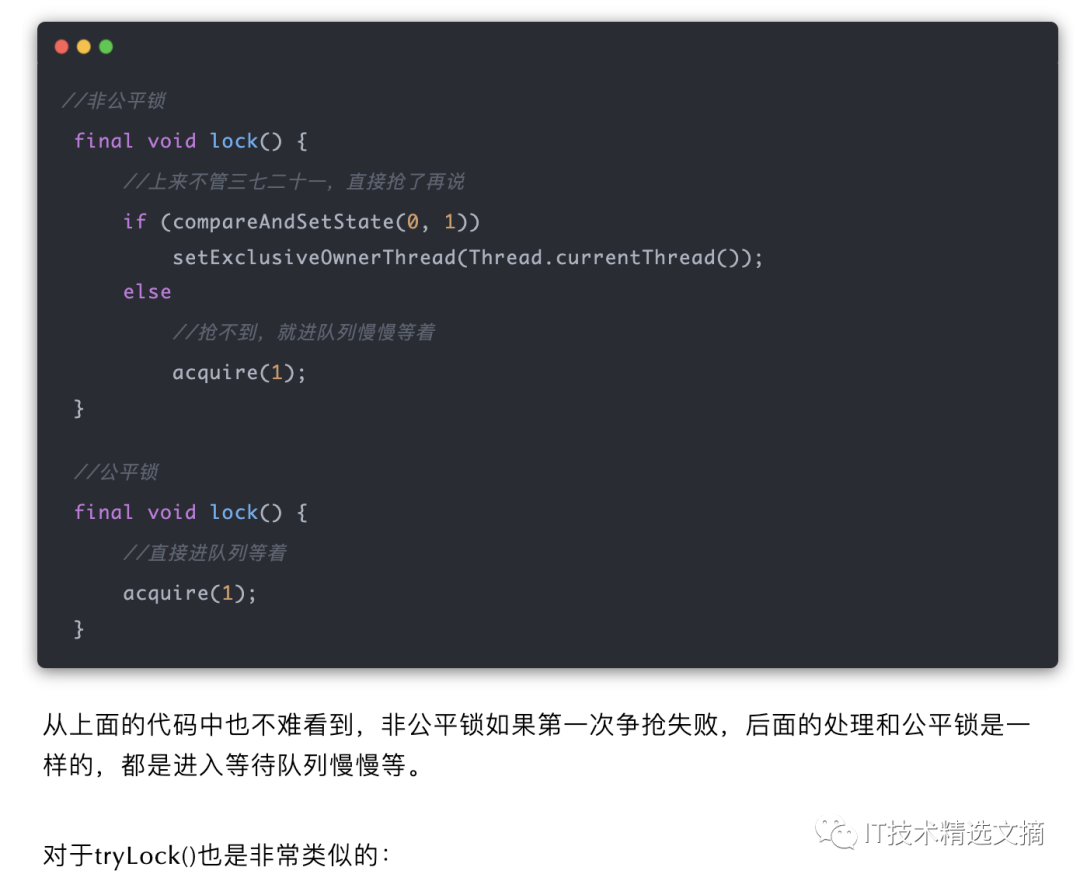 //非公平锁
final void lock() {
//上来不管三七二十一，直接抢了再说
if (compareAndSetState(0, 1))
setExclusiveOwnerThread(Thread.currentThread());
else
//抢不到，就进队列慢慢等着
acquire(1);
}
//公平锁
final void lock() {
//直接进队列等着
acquire(1);
}
从上面的代码中也不难看到，非公平锁如果第一次争抢失败，后面的处理和公平锁是一
样的，都是进入等待队列慢慢等。
IT技术精选文摘
对于tryLock()也是非常类似的：